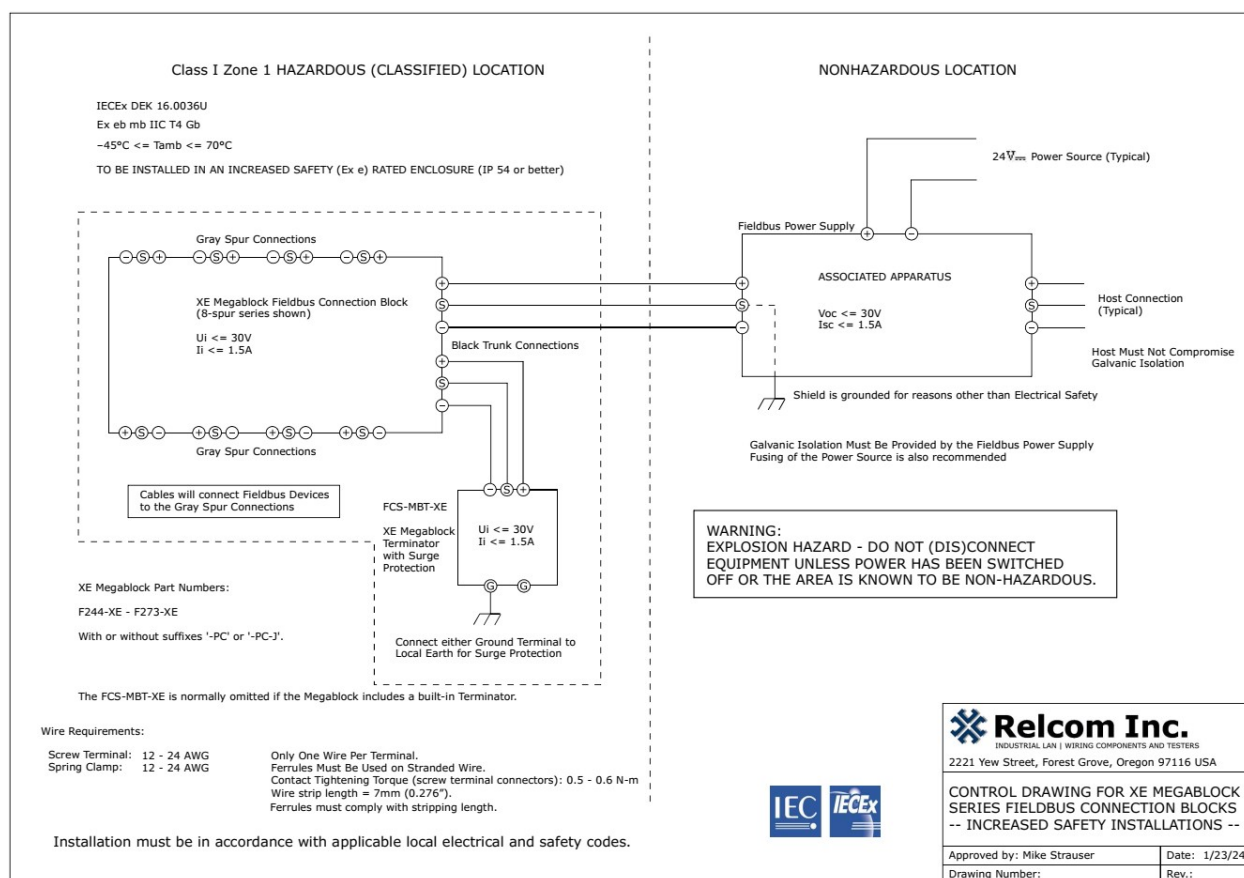 Class I Zone 1 HAZARDOUS (CLASSIFIED) LOCATION
IECEx DEK 16.0036U
Ex eb mb IIC T4 Gb
–45°C <= Tamb <= 70°C
TO BE INSTALLED IN AN INCREASED SAFETY (Ex e) RATED ENCLOSURE (IP 54 or better)
Gray Spur Connections
− S + − S + − S + − S +
XE Megablock Fieldbus Connection Block
(8-spur series shown)
Ui <= 30V
Ii <= 1.5A
+
S
−
Black Trunk Connections
+
S
−
+ S − + S − + S − + S −
Gray Spur Connections
Cables will connect Fieldbus Devices
to the Gray Spur Connections
FCS-MBT-XE
XE Megablock
Terminator
with Surge
Protection
− S +
Ui <= 30V
Ii <= 1.5A
G G
Connect either Ground Terminal to
Local Earth for Surge Protection
XE Megablock Part Numbers:
F244-XE - F273-XE
With or without suffixes '-PC' or '-PC-J'.
The FCS-MBT-XE is normally omitted if the Megablock includes a built-in Terminator.
Wire Requirements:
Screw Terminal: 12 - 24 AWG
Spring Clamp: 12 - 24 AWG
Only One Wire Per Terminal.
Ferrules Must Be Used on Stranded Wire.
Contact Tightening Torque (screw terminal connectors): 0.5 - 0.6 N-m
Wire strip length = 7mm (0.276”).
Ferrules must comply with stripping length.
Installation must be in accordance with applicable local electrical and safety codes.
NONHAZARDOUS LOCATION
24V⎓ Power Source (Typical)
Fieldbus Power Supply
+ −
ASSOCIATED APPARATUS
Voc <= 30V
Isc <= 1.5A
+
S
−
+
S
−
Host Connection
(Typical)
Host Must Not Compromise
Galvanic Isolation
Shield is grounded for reasons other than Electrical Safety
Galvanic Isolation Must Be Provided by the Fieldbus Power Supply
Fusing of the Power Source is also recommended
WARNING:
EXPLOSION HAZARD - DO NOT (DIS)CONNECT
EQUIPMENT UNLESS POWER HAS BEEN SWITCHED
OFF OR THE AREA IS KNOWN TO BE NON-HAZARDOUS.
IEC
IECEx
Relcom Inc.
INDUSTRIAL LAN | WIRING COMPONENTS AND TESTERS
2221 Yew Street, Forest Grove, Oregon 97116 USA
CONTROL DRAWING FOR XE MEGABLOCK
SERIES FIELDBUS CONNECTION BLOCKS
-- INCREASED SAFETY INSTALLATIONS --
Approved by: Mike Strauser
Date: 1/23/24
Drawing Number:
Rev.: